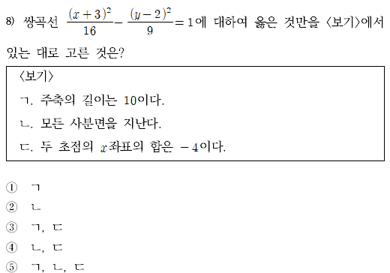 8) 쌍곡선 (x+3)²/16 − (y−2)²/9 = 1에 대하여 옳은 것만을 <보기>에서
있는 대로 고른 것은?
<보기>
ㄱ. 주축의 길이는 10이다.
ㄴ. 모든 사분면을 지난다.
ㄷ. 두 초점의 x좌표의 합은 −4이다.
① ㄱ
② ㄴ
③ ㄱ, ㄷ
④ ㄴ, ㄷ
⑤ ㄱ, ㄴ, ㄷ